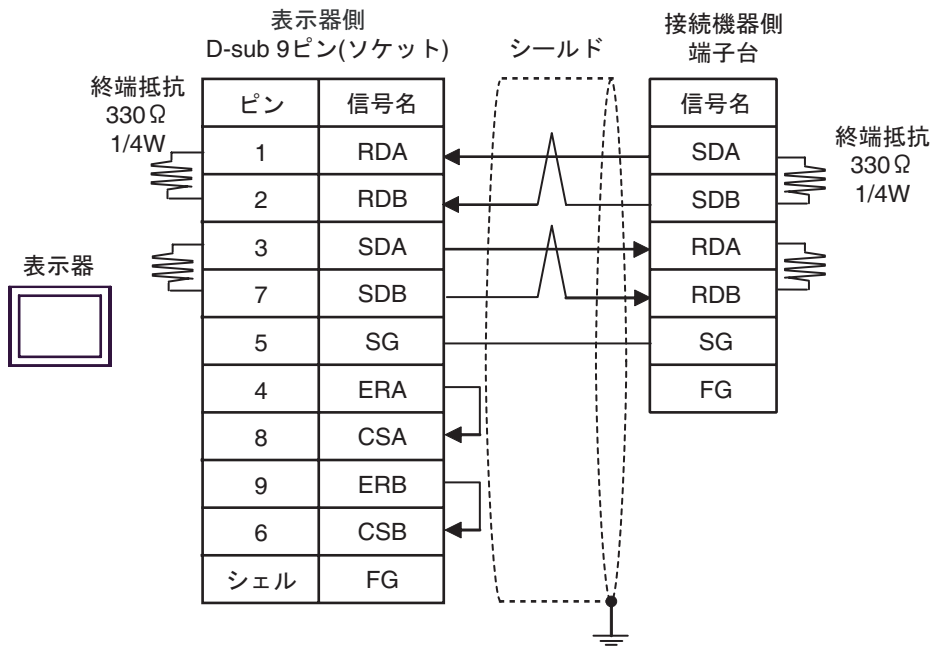 表示器側
D-sub 9ピン(ソケット)
シールド
接続機器側
端子台
終端抵抗
330Ω
1/4W
ピン 信号名
1 RDA
2 RDB
3 SDA
7 SDB
5 SG
4 ERA
8 CSA
9 ERB
6 CSB
シェル FG
表示器
信号名
SDA
SDB
RDA
RDB
SG
FG
終端抵抗
330Ω
1/4W